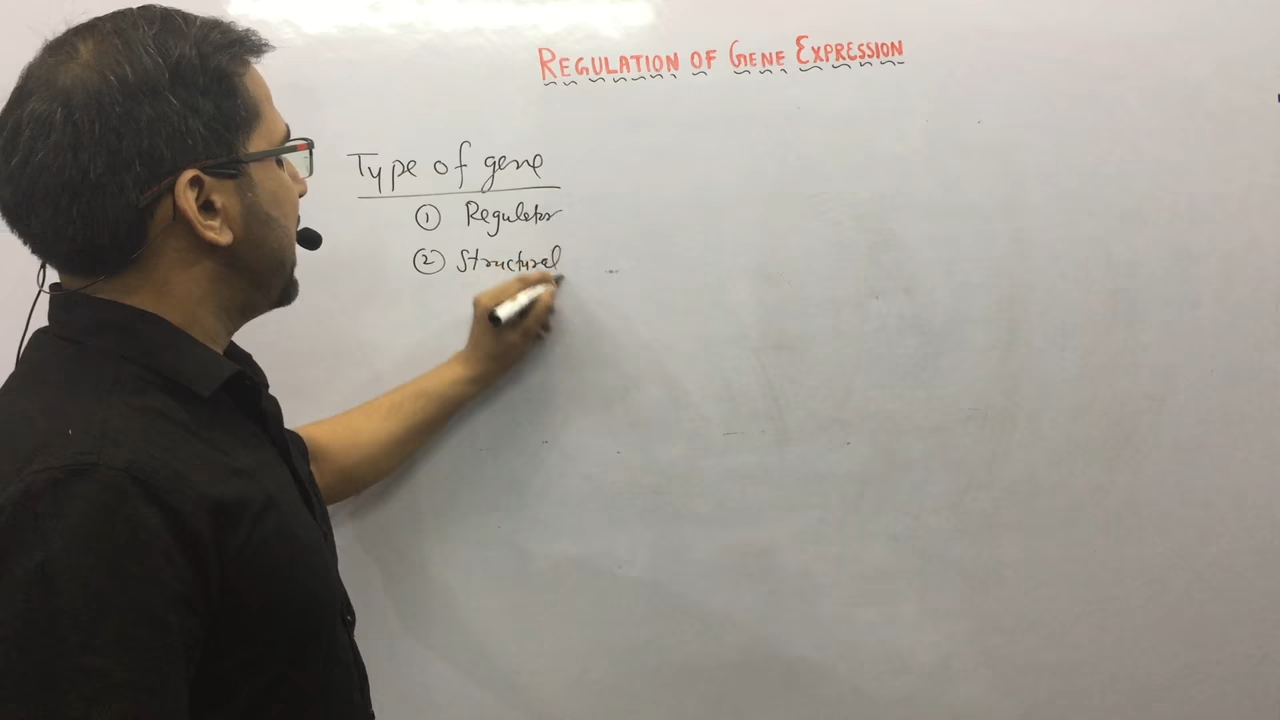 REGULATION OF GENE EXPRESSION
Type of gene
① Regulator
② Structural